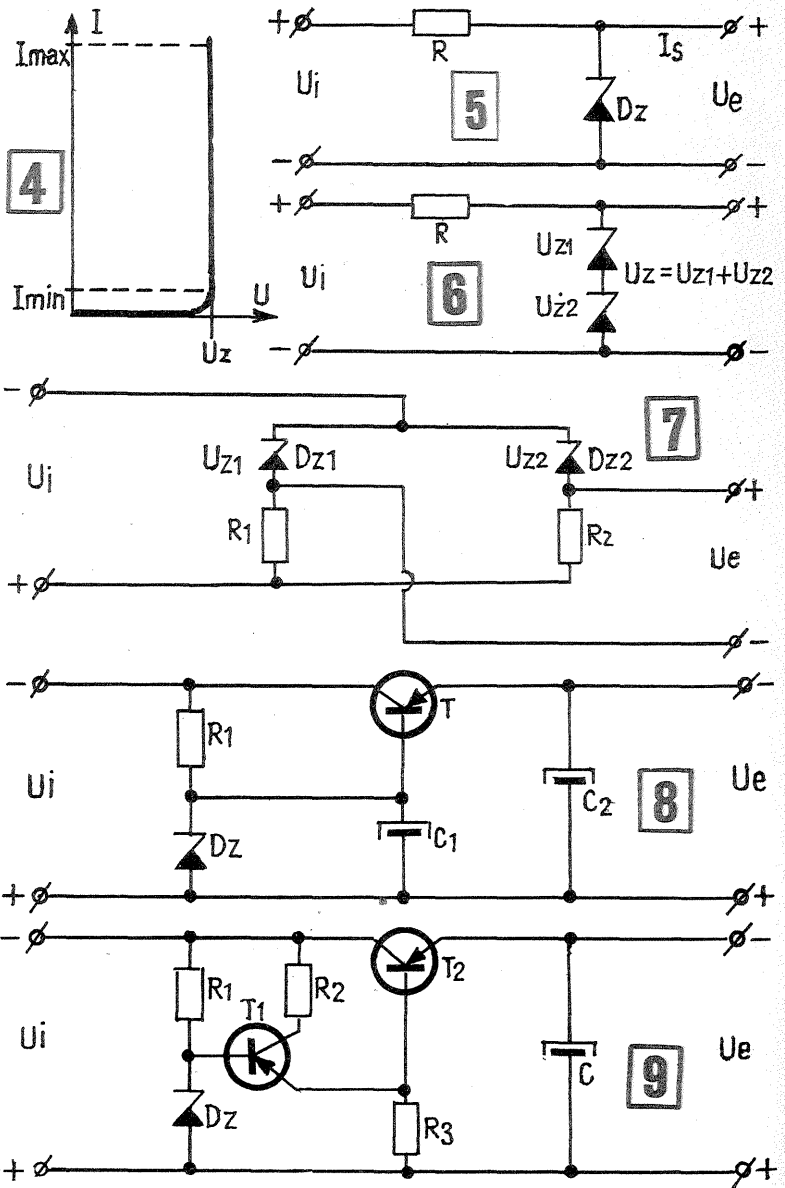 I
Imax
Imin
U
Uz
4
+ R Is +
Ui 5 Dz Ue
- -
+ R +
Ui 6 Uz1 Uz=Uz1+Uz2
Uz2
- -
- 7
Ui Uz1 Dz1 Uz2 Dz2 +
R1 R2 Ue
+ -
- T -
Ui R1 Dz C1 C2 8 Ue
+ +
- T2 -
Ui R1 T1 R2 Dz R3 C 9 Ue
+ +